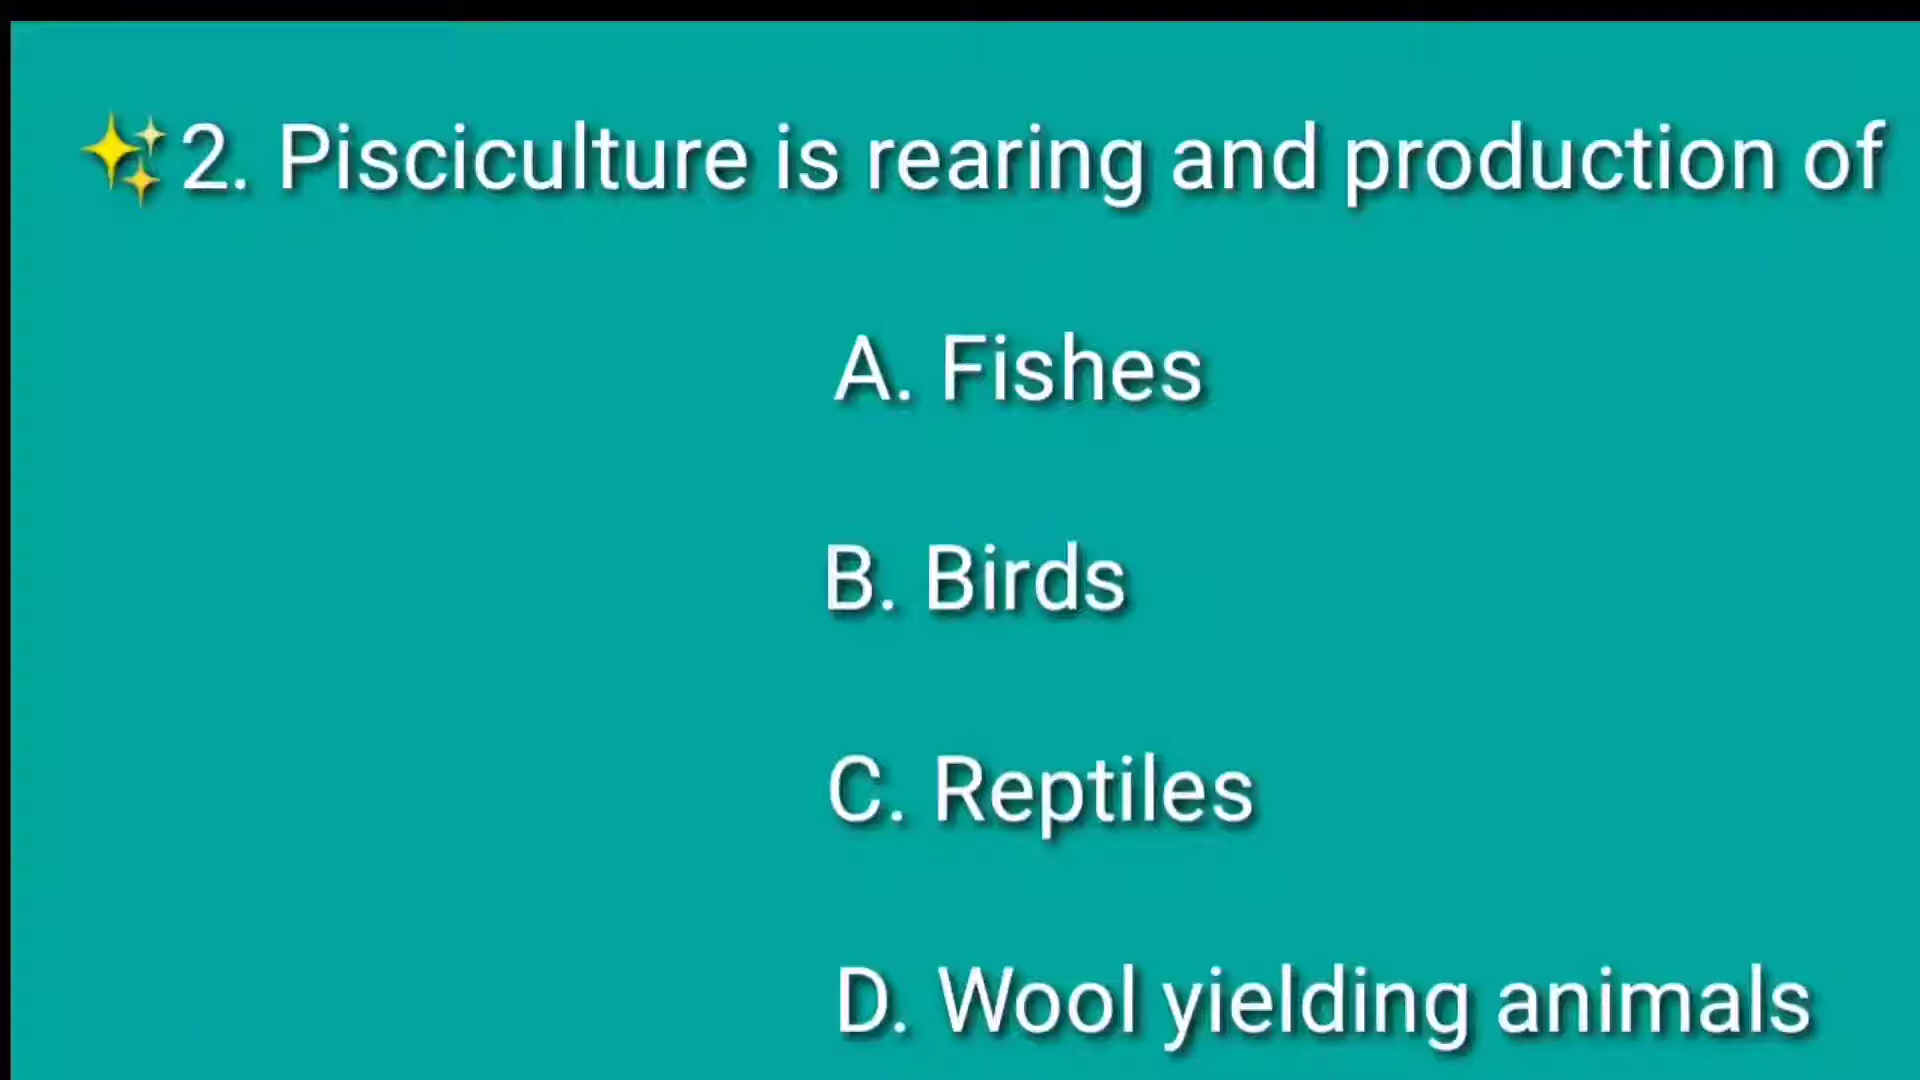 ✨2. Pisciculture is rearing and production of
A. Fishes
B. Birds
C. Reptiles
D. Wool yielding animals